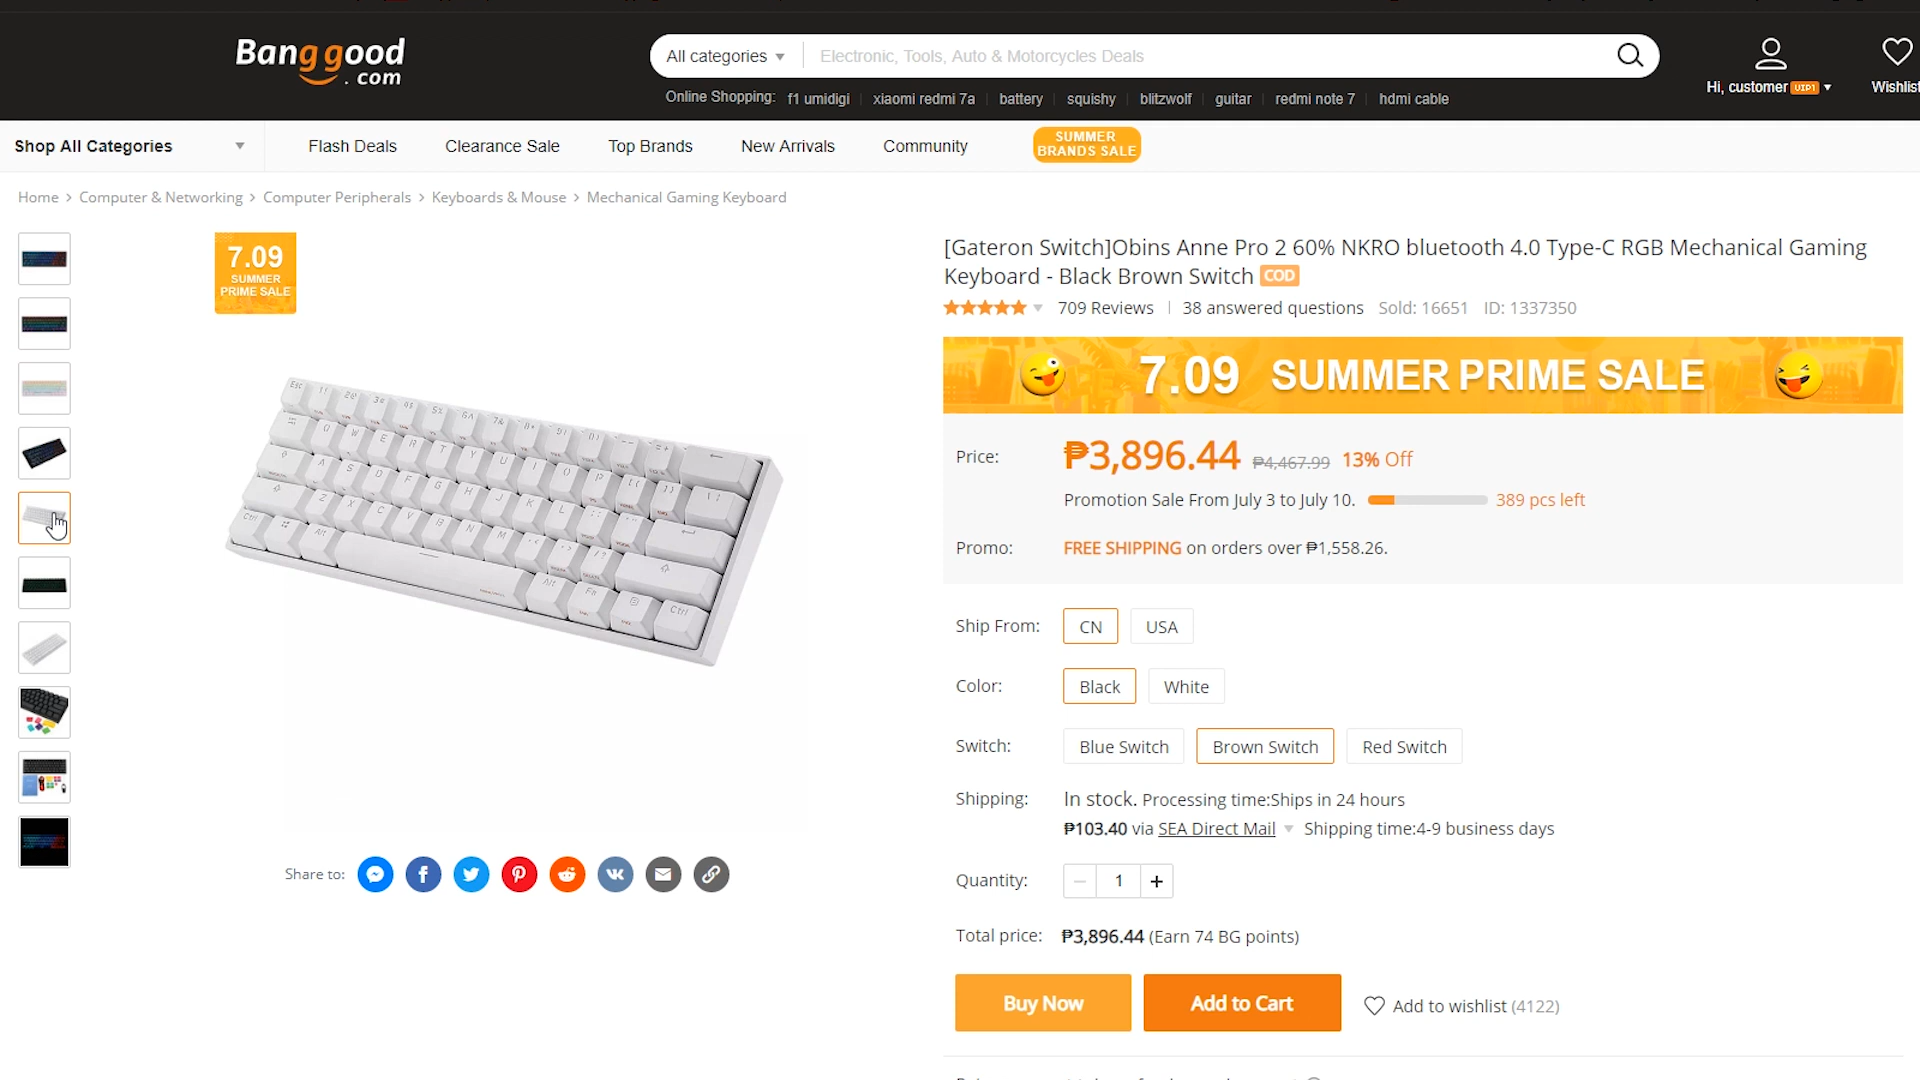 Banggood.com
All categories
Electronic, Tools, Auto & Motorcycles Deals
Hi, customer VIP1
Wishlist
Online Shopping: f1 umidigi xiaomi redmi 7a battery squishy blitzwolf guitar redmi note 7 hdmi cable
Shop All Categories
Flash Deals
Clearance Sale
Top Brands
New Arrivals
Community
SUMMER
BRANDS SALE
Home > Computer & Networking > Computer Peripherals > Keyboards & Mouse > Mechanical Gaming Keyboard
7.09
SUMMER
PRIME SALE
[Gateron Switch]Obins Anne Pro 2 60% NKRO bluetooth 4.0 Type-C RGB Mechanical Gaming
Keyboard - Black Brown Switch COD
709 Reviews | 38 answered questions Sold: 16651 ID: 1337350
7.09 SUMMER PRIME SALE
Price: ₱3,896.44 ₱4,467.99 13% Off
Promotion Sale From July 3 to July 10. 389 pcs left
Promo: FREE SHIPPING on orders over ₱1,558.26.
Ship From: CN USA
Color: Black White
Switch: Blue Switch Brown Switch Red Switch
Shipping: In stock. Processing time:Ships in 24 hours
₱103.40 via SEA Direct Mail Shipping time:4-9 business days
Quantity: − 1 +
Total price: ₱3,896.44 (Earn 74 BG points)
Buy Now
Add to Cart
Add to wishlist (4122)
Share to:
Esc
Q W E R T Y U I O P
A S D F G H J K L
Z X C V B N M
Ctrl Alt Alt Fn Ctrl